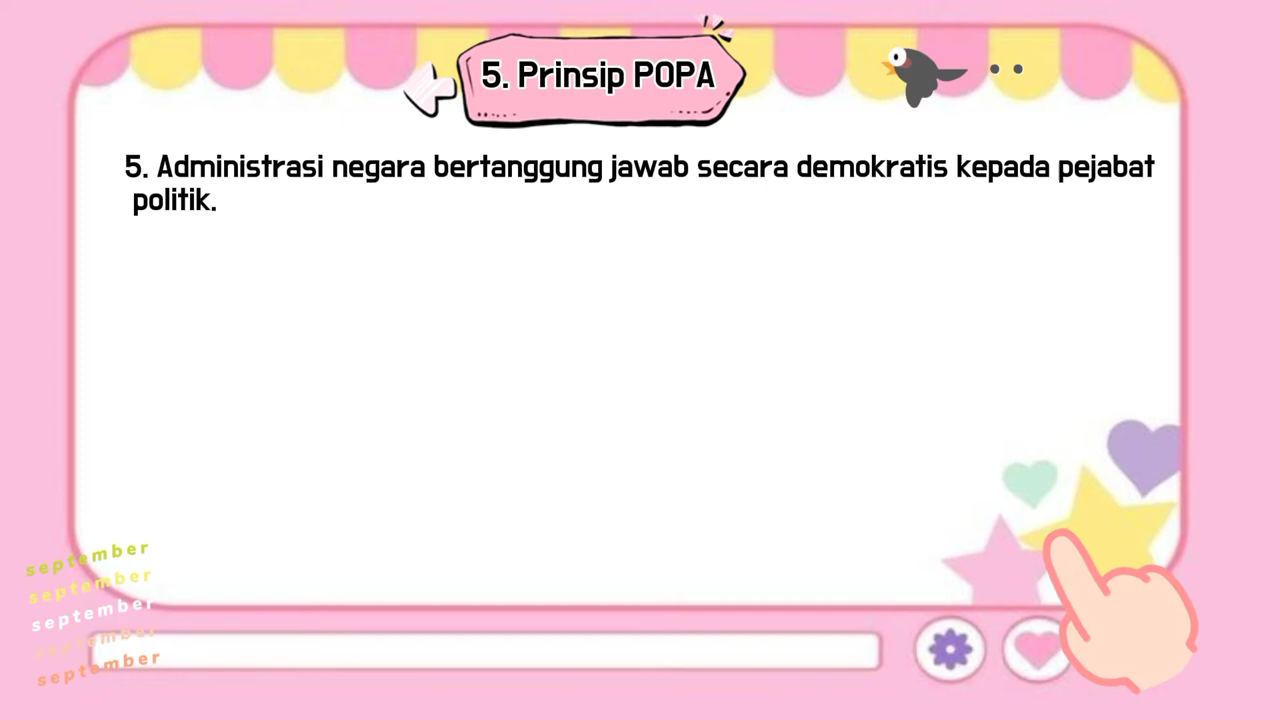 5. Prinsip POPA
5. Administrasi negara bertanggung jawab secara demokratis kepada pejabat
politik.
september
september
september
september
september